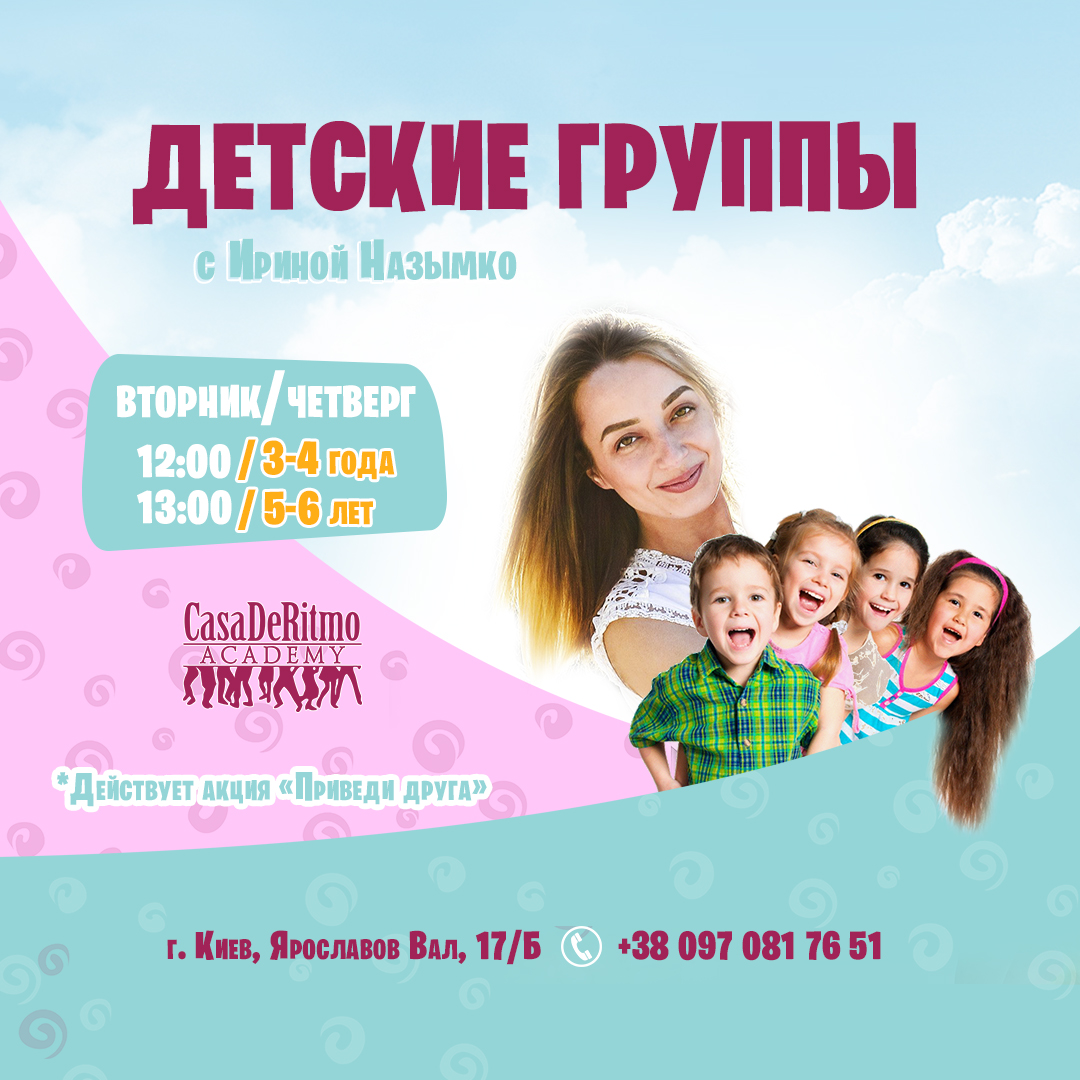 ДЕТСКИЕ ГРУППЫ
с Ириной Назымко
ВТОРНИК/ЧЕТВЕРГ
12:00 / 3-4 ГОДА
13:00 / 5-6 ЛЕТ
CasaDeRitmo
ACADEMY
*Действует акция «Приведи друга»
г. Киев, Ярославов Вал, 17/Б +38 097 081 76 51